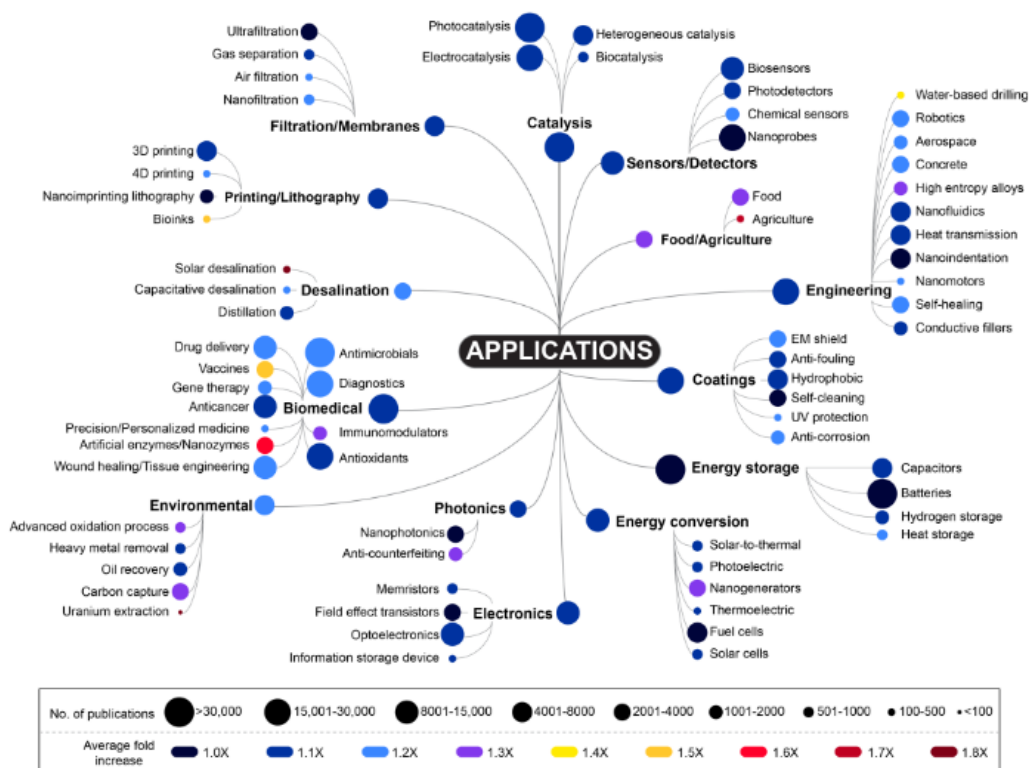 Ultrafiltration
Gas separation
Air filtration
Nanofiltration
Filtration/Membranes
Photocatalysis
Electrocatalysis
Heterogeneous catalysis
Biocatalysis
Catalysis
Biosensors
Photodetectors
Chemical sensors
Nanoprobes
Sensors/Detectors
Water-based drilling
Robotics
Aerospace
Concrete
High entropy alloys
Nanofluidics
Heat transmission
Nanoindentation
Nanomotors
Self-healing
Conductive fillers
Engineering
3D printing
4D printing
Nanoimprinting lithography
Bioinks
Printing/Lithography
Food
Agriculture
Food/Agriculture
Solar desalination
Capacitative desalination
Distillation
Desalination
APPLICATIONS
Drug delivery
Vaccines
Gene therapy
Anticancer
Precision/Personalized medicine
Artificial enzymes/Nanozymes
Wound healing/Tissue engineering
Antimicrobials
Diagnostics
Biomedical
Immunomodulators
Antioxidants
EM shield
Anti-fouling
Hydrophobic
Self-cleaning
UV protection
Anti-corrosion
Coatings
Energy storage
Capacitors
Batteries
Hydrogen storage
Heat storage
Environmental
Advanced oxidation process
Heavy metal removal
Oil recovery
Carbon capture
Uranium extraction
Photonics
Nanophotonics
Anti-counterfeiting
Energy conversion
Solar-to-thermal
Photoelectric
Nanogenerators
Thermoelectric
Fuel cells
Solar cells
Memristors
Field effect transistors
Optoelectronics
Information storage device
Electronics
No. of publications >30,000 15,001-30,000 8001-15,000 4001-8000 2001-4000 1001-2000 501-1000 100-500 <100
Average fold
increase
1.0X 1.1X 1.2X 1.3X 1.4X 1.5X 1.6X 1.7X 1.8X